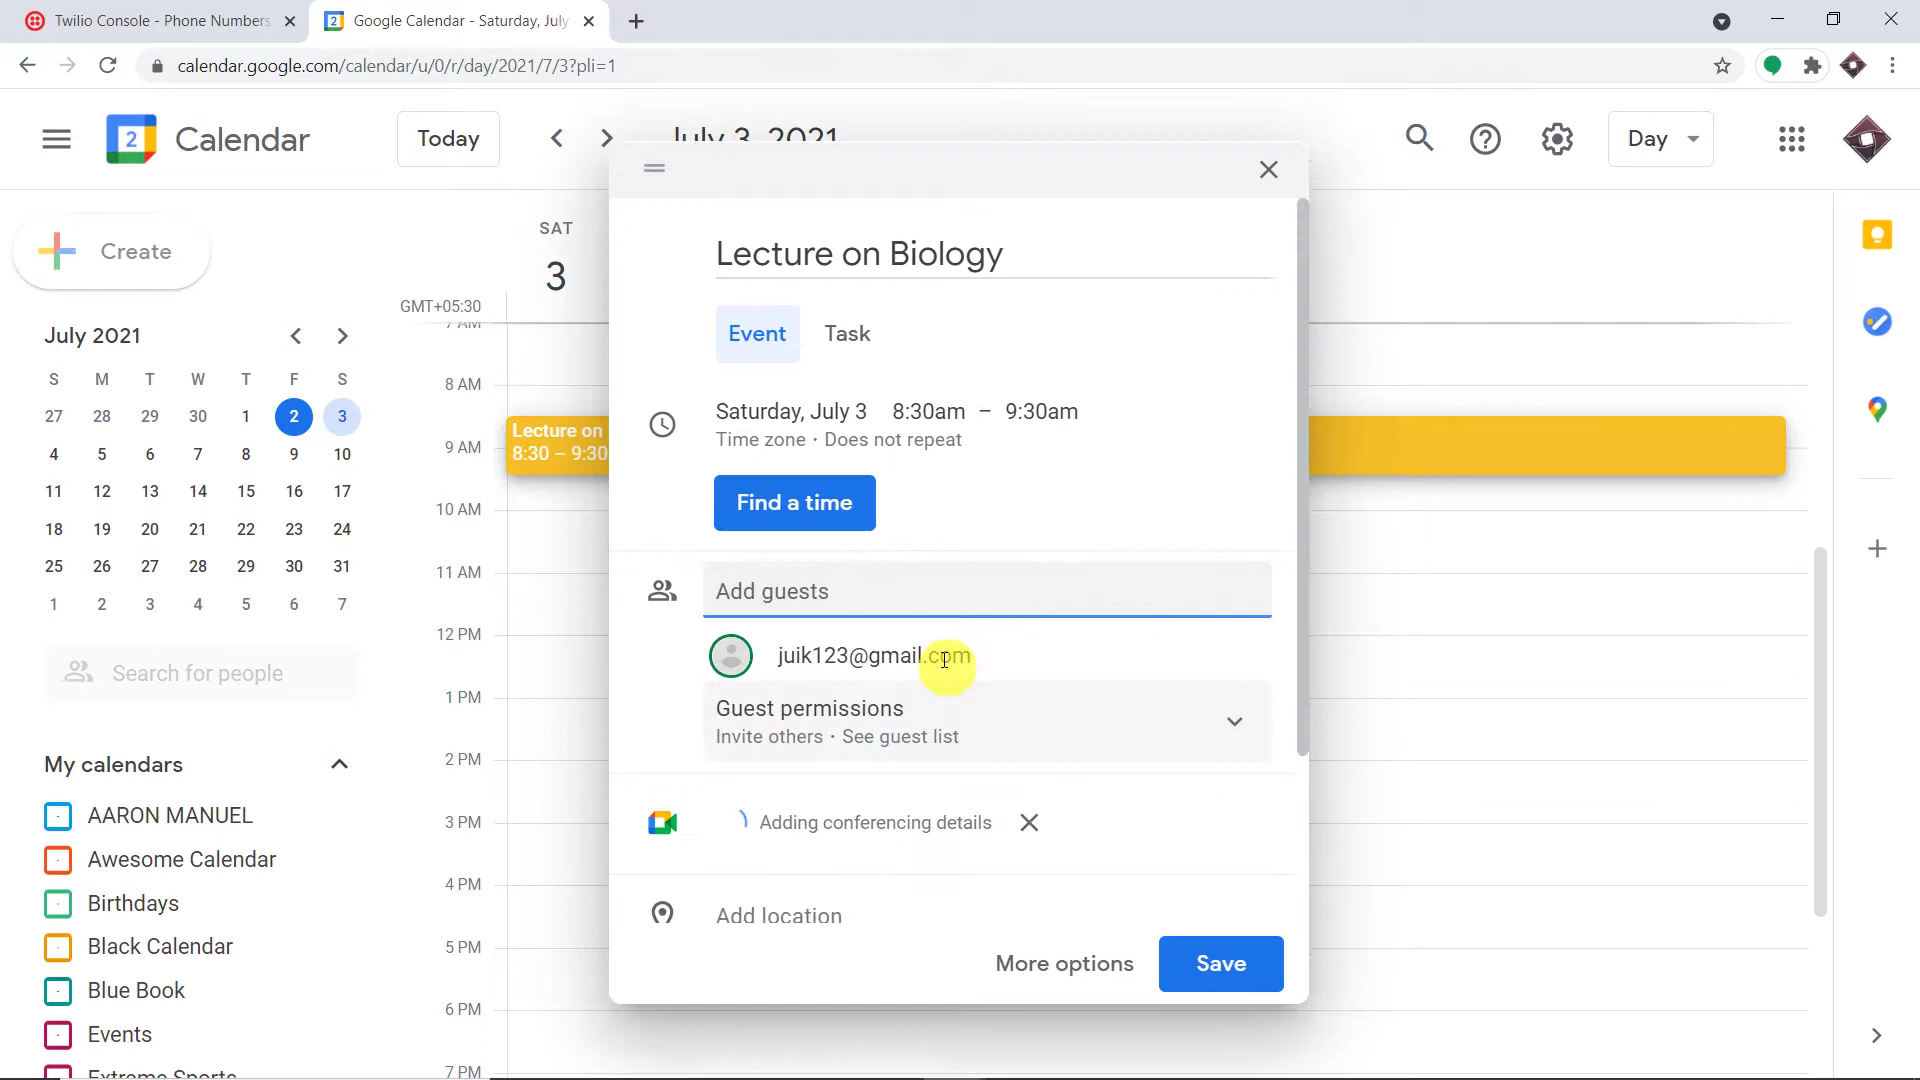 Twilio Console - Phone Numbers
Google Calendar - Saturday, July
calendar.google.com/calendar/u/0/r/day/2021/7/3?pli=1
2
Calendar
Today
July 3, 2021
Day
Create
SAT
3
GMT+05:30
July 2021
S M T W T F S
27 28 29 30 1 2 3
4 5 6 7 8 9 10
11 12 13 14 15 16 17
18 19 20 21 22 23 24
25 26 27 28 29 30 31
1 2 3 4 5 6 7
Search for people
My calendars
AARON MANUEL
Awesome Calendar
Birthdays
Black Calendar
Blue Book
Events
Extreme Sports
7 AM
8 AM
9 AM
10 AM
11 AM
12 PM
1 PM
2 PM
3 PM
4 PM
5 PM
6 PM
7 PM
Lecture on
8:30 – 9:30
Lecture on Biology
Event Task
Saturday, July 3 8:30am – 9:30am
Time zone · Does not repeat
Find a time
Add guests
juik123@gmail.com
Guest permissions
Invite others · See guest list
Adding conferencing details
Add location
More options
Save